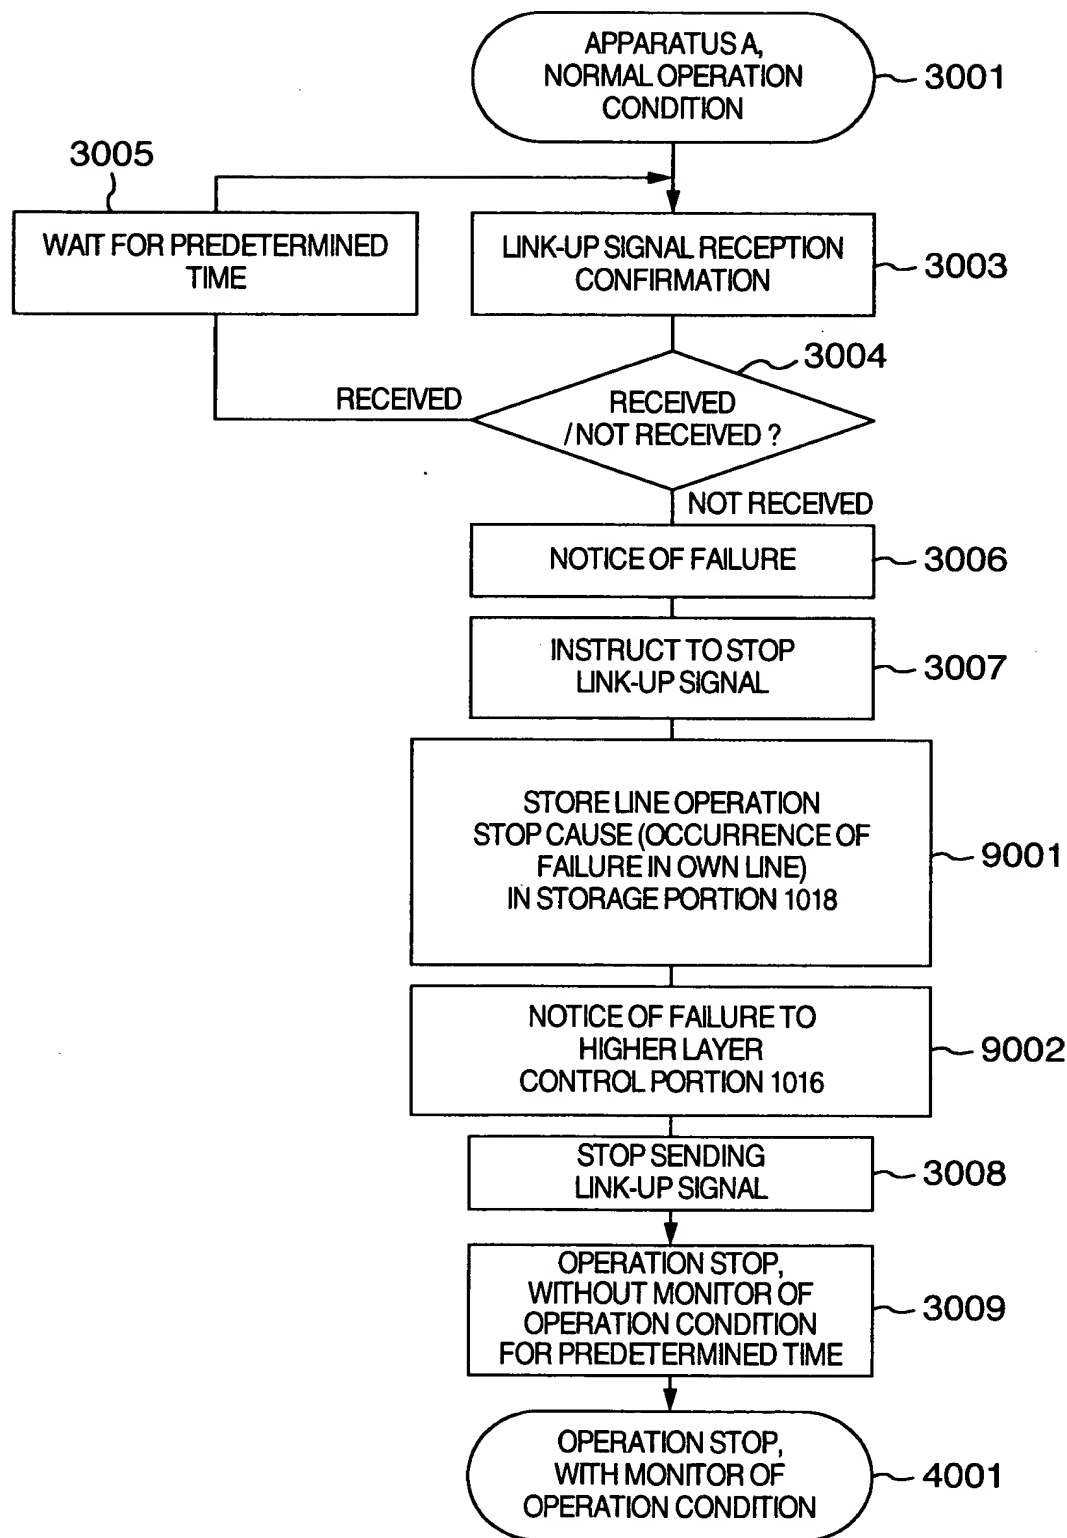 APPARATUS A,
NORMAL OPERATION
CONDITION
3001
3005
WAIT FOR PREDETERMINED
TIME
LINK-UP SIGNAL RECEPTION
CONFIRMATION
3003
3004
RECEIVED
RECEIVED
/ NOT RECEIVED ?
NOT RECEIVED
NOTICE OF FAILURE
3006
INSTRUCT TO STOP
LINK-UP SIGNAL
3007
STORE LINE OPERATION
STOP CAUSE (OCCURRENCE OF
FAILURE IN OWN LINE)
IN STORAGE PORTION 1018
9001
NOTICE OF FAILURE TO
HIGHER LAYER
CONTROL PORTION 1016
9002
STOP SENDING
LINK-UP SIGNAL
3008
OPERATION STOP,
WITHOUT MONITOR OF
OPERATION CONDITION
FOR PREDETERMINED TIME
3009
OPERATION STOP,
WITH MONITOR OF
OPERATION CONDITION
4001